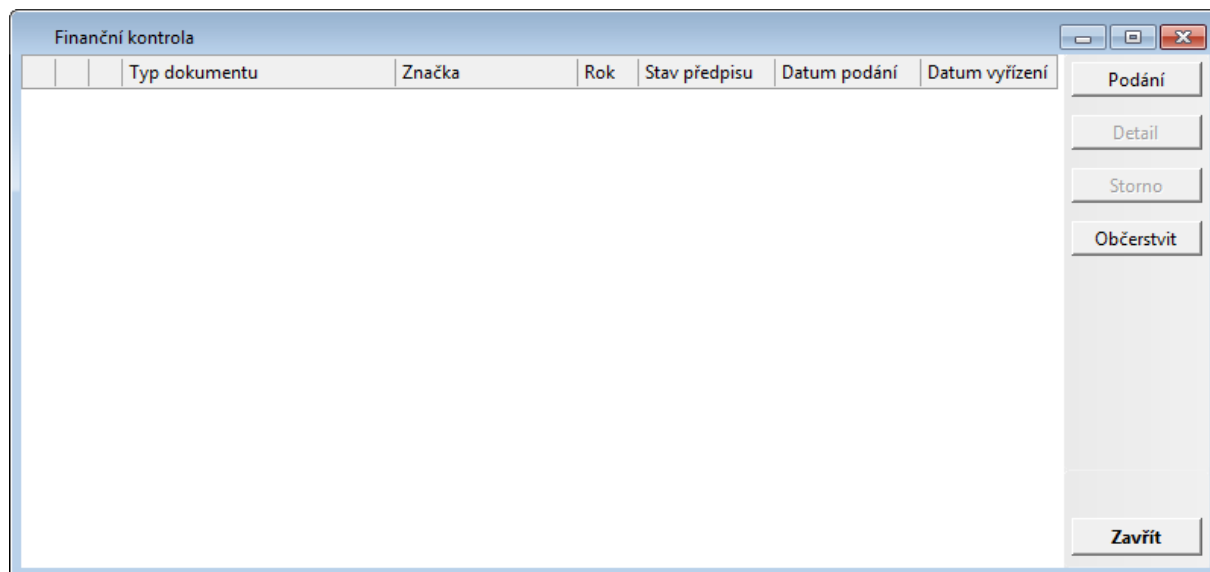 Finanční kontrola
Typ dokumentu Značka Rok Stav předpisu Datum podání Datum vyřízení
Podání
Detail
Storno
Občerstvit
Zavřít